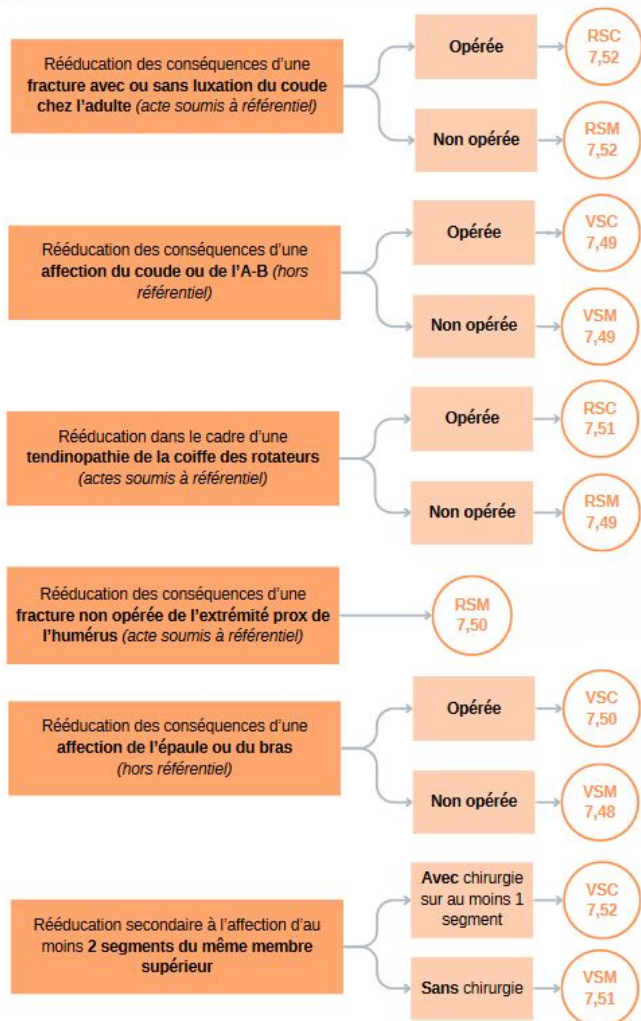 Rééducation des conséquences d'une
fracture avec ou sans luxation du coude
chez l'adulte (acte soumis à référentiel)
Opérée
RSC
7,52
Non opérée
RSM
7,52
Rééducation des conséquences d'une
affection du coude ou de l'A-B (hors
référentiel)
Opérée
VSC
7,49
Non opérée
VSM
7,49
Rééducation dans le cadre d'une
tendinopathie de la coiffe des rotateurs
(actes soumis à référentiel)
Opérée
RSC
7,51
Non opérée
RSM
7,49
Rééducation des conséquences d'une
fracture non opérée de l'extrémité prox de
l'humérus (acte soumis à référentiel)
RSM
7,50
Rééducation des conséquences d'une
affection de l'épaule ou du bras
(hors référentiel)
Opérée
VSC
7,50
Non opérée
VSM
7,48
Rééducation secondaire à l'affection d'au
moins 2 segments du même membre
supérieur
Avec chirurgie
sur au moins 1
segment
VSC
7,52
Sans chirurgie
VSM
7,51